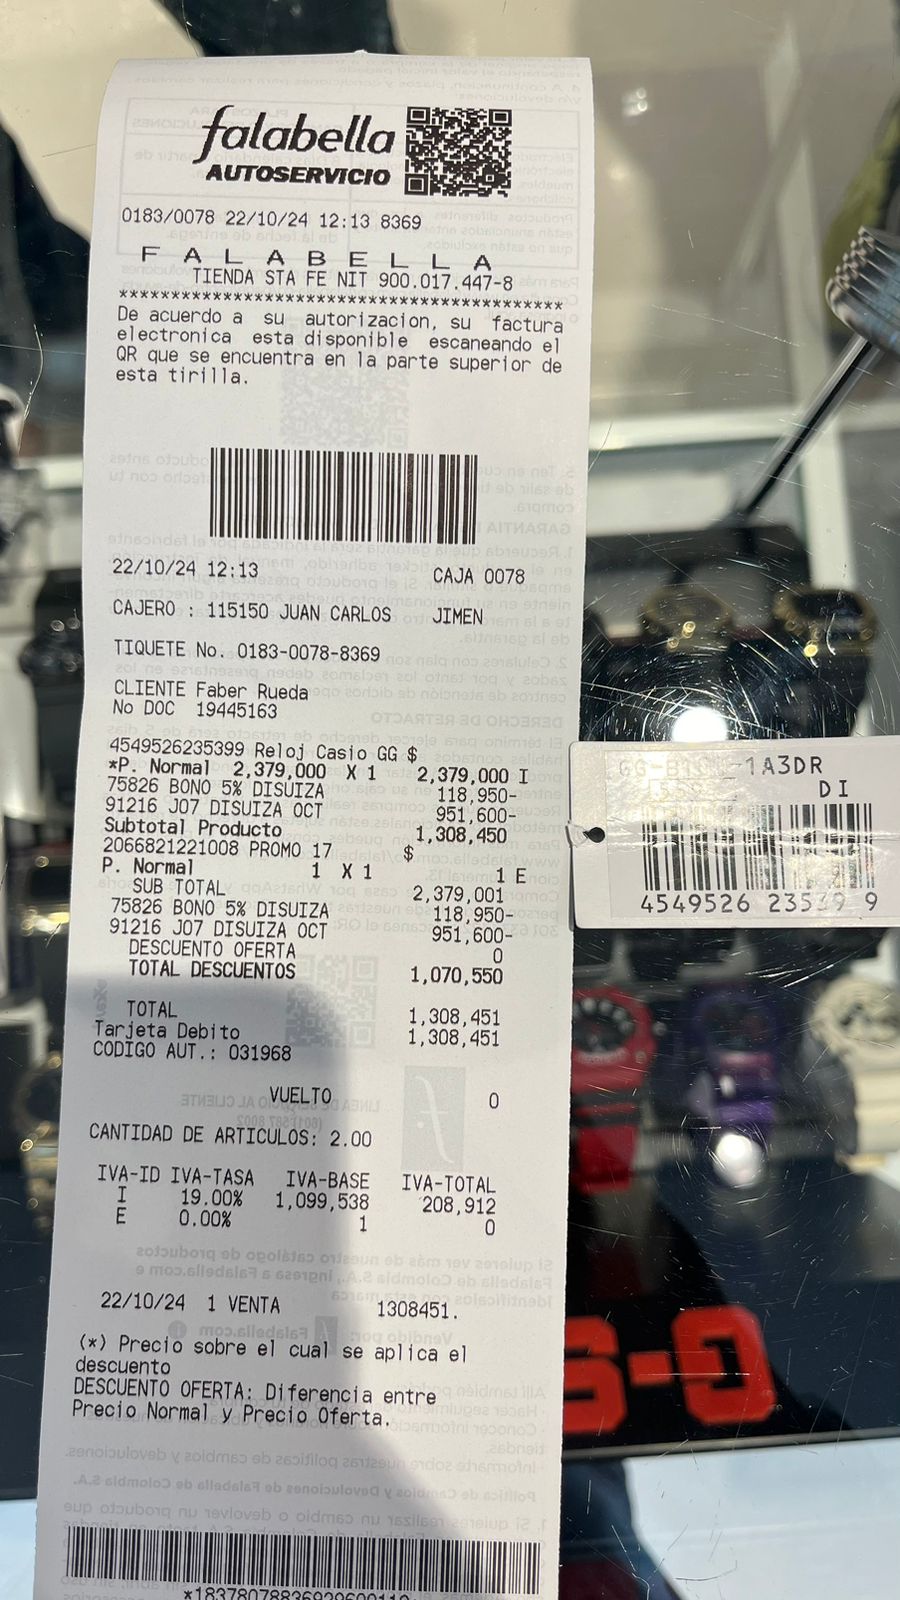 falabella
AUTOSERVICIO
0183/0078 22/10/24 12:13 8369
F A L A B E L L A
TIENDA STA FE NIT 900.017.447-8
*******************************************
De acuerdo a su autorizacion, su factura
electronica esta disponible escaneando el
QR que se encuentra en la parte superior de
esta tirilla.
22/10/24 12:13 CAJA 0078
CAJERO : 115150 JUAN CARLOS JIMEN
TIQUETE No. 0183-0078-8369
CLIENTE Faber Rueda
No DOC 19445163
4549526235399 Reloj Casio GG $
*P. Normal 2,379,000 X 1 2,379,000 I
75826 BONO 5% DISUIZA 118,950-
91216 J07 DISUIZA OCT 951,600-
Subtotal Producto 1,308,450
2066821221008 PROMO 17 $
P. Normal 1 X 1 1 E
SUB TOTAL 2,379,001
75826 BONO 5% DISUIZA 118,950-
91216 J07 DISUIZA OCT 951,600-
DESCUENTO OFERTA 0
TOTAL DESCUENTOS 1,070,550
TOTAL 1,308,451
Tarjeta Debito 1,308,451
CODIGO AUT.: 031968
VUELTO 0
CANTIDAD DE ARTICULOS: 2.00
IVA-ID IVA-TASA IVA-BASE IVA-TOTAL
I 19.00% 1,099,538 208,912
E 0.00% 1 0
22/10/24 1 VENTA 1308451.
(*) Precio sobre el cual se aplica el
descuento
DESCUENTO OFERTA: Diferencia entre
Precio Normal y Precio Oferta.
1A3DR
DI
4549526 23539 9
G-S